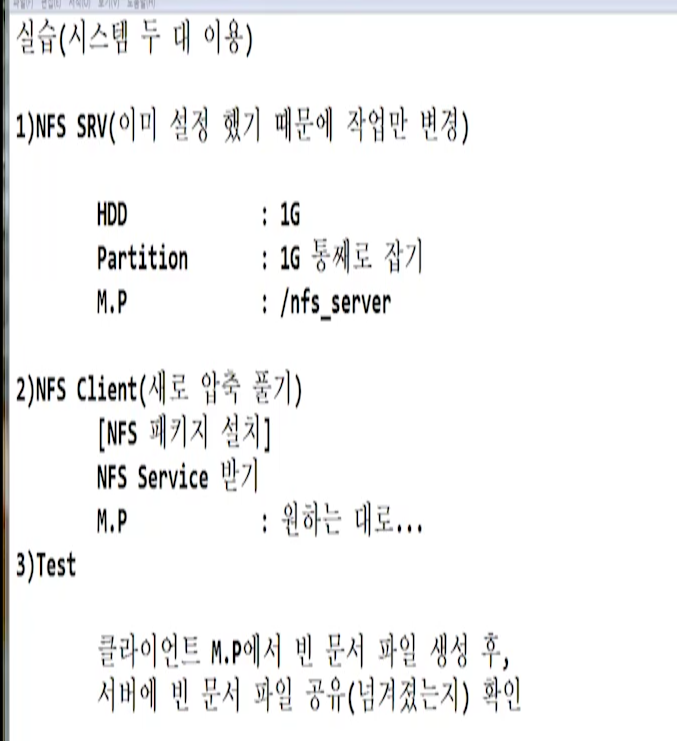 실습(시스템 두 대 이용)
1)NFS SRV(이미 설정 했기 때문에 작업만 변경)
HDD : 1G
Partition : 1G 통째로 잡기
M.P : /nfs_server
2)NFS Client(새로 압축 풀기)
[NFS 패키지 설치]
NFS Service 받기
M.P : 원하는 대로...
3)Test
클라이언트 M.P에서 빈 문서 파일 생성 후,
서버에 빈 문서 파일 공유(넘겨졌는지) 확인